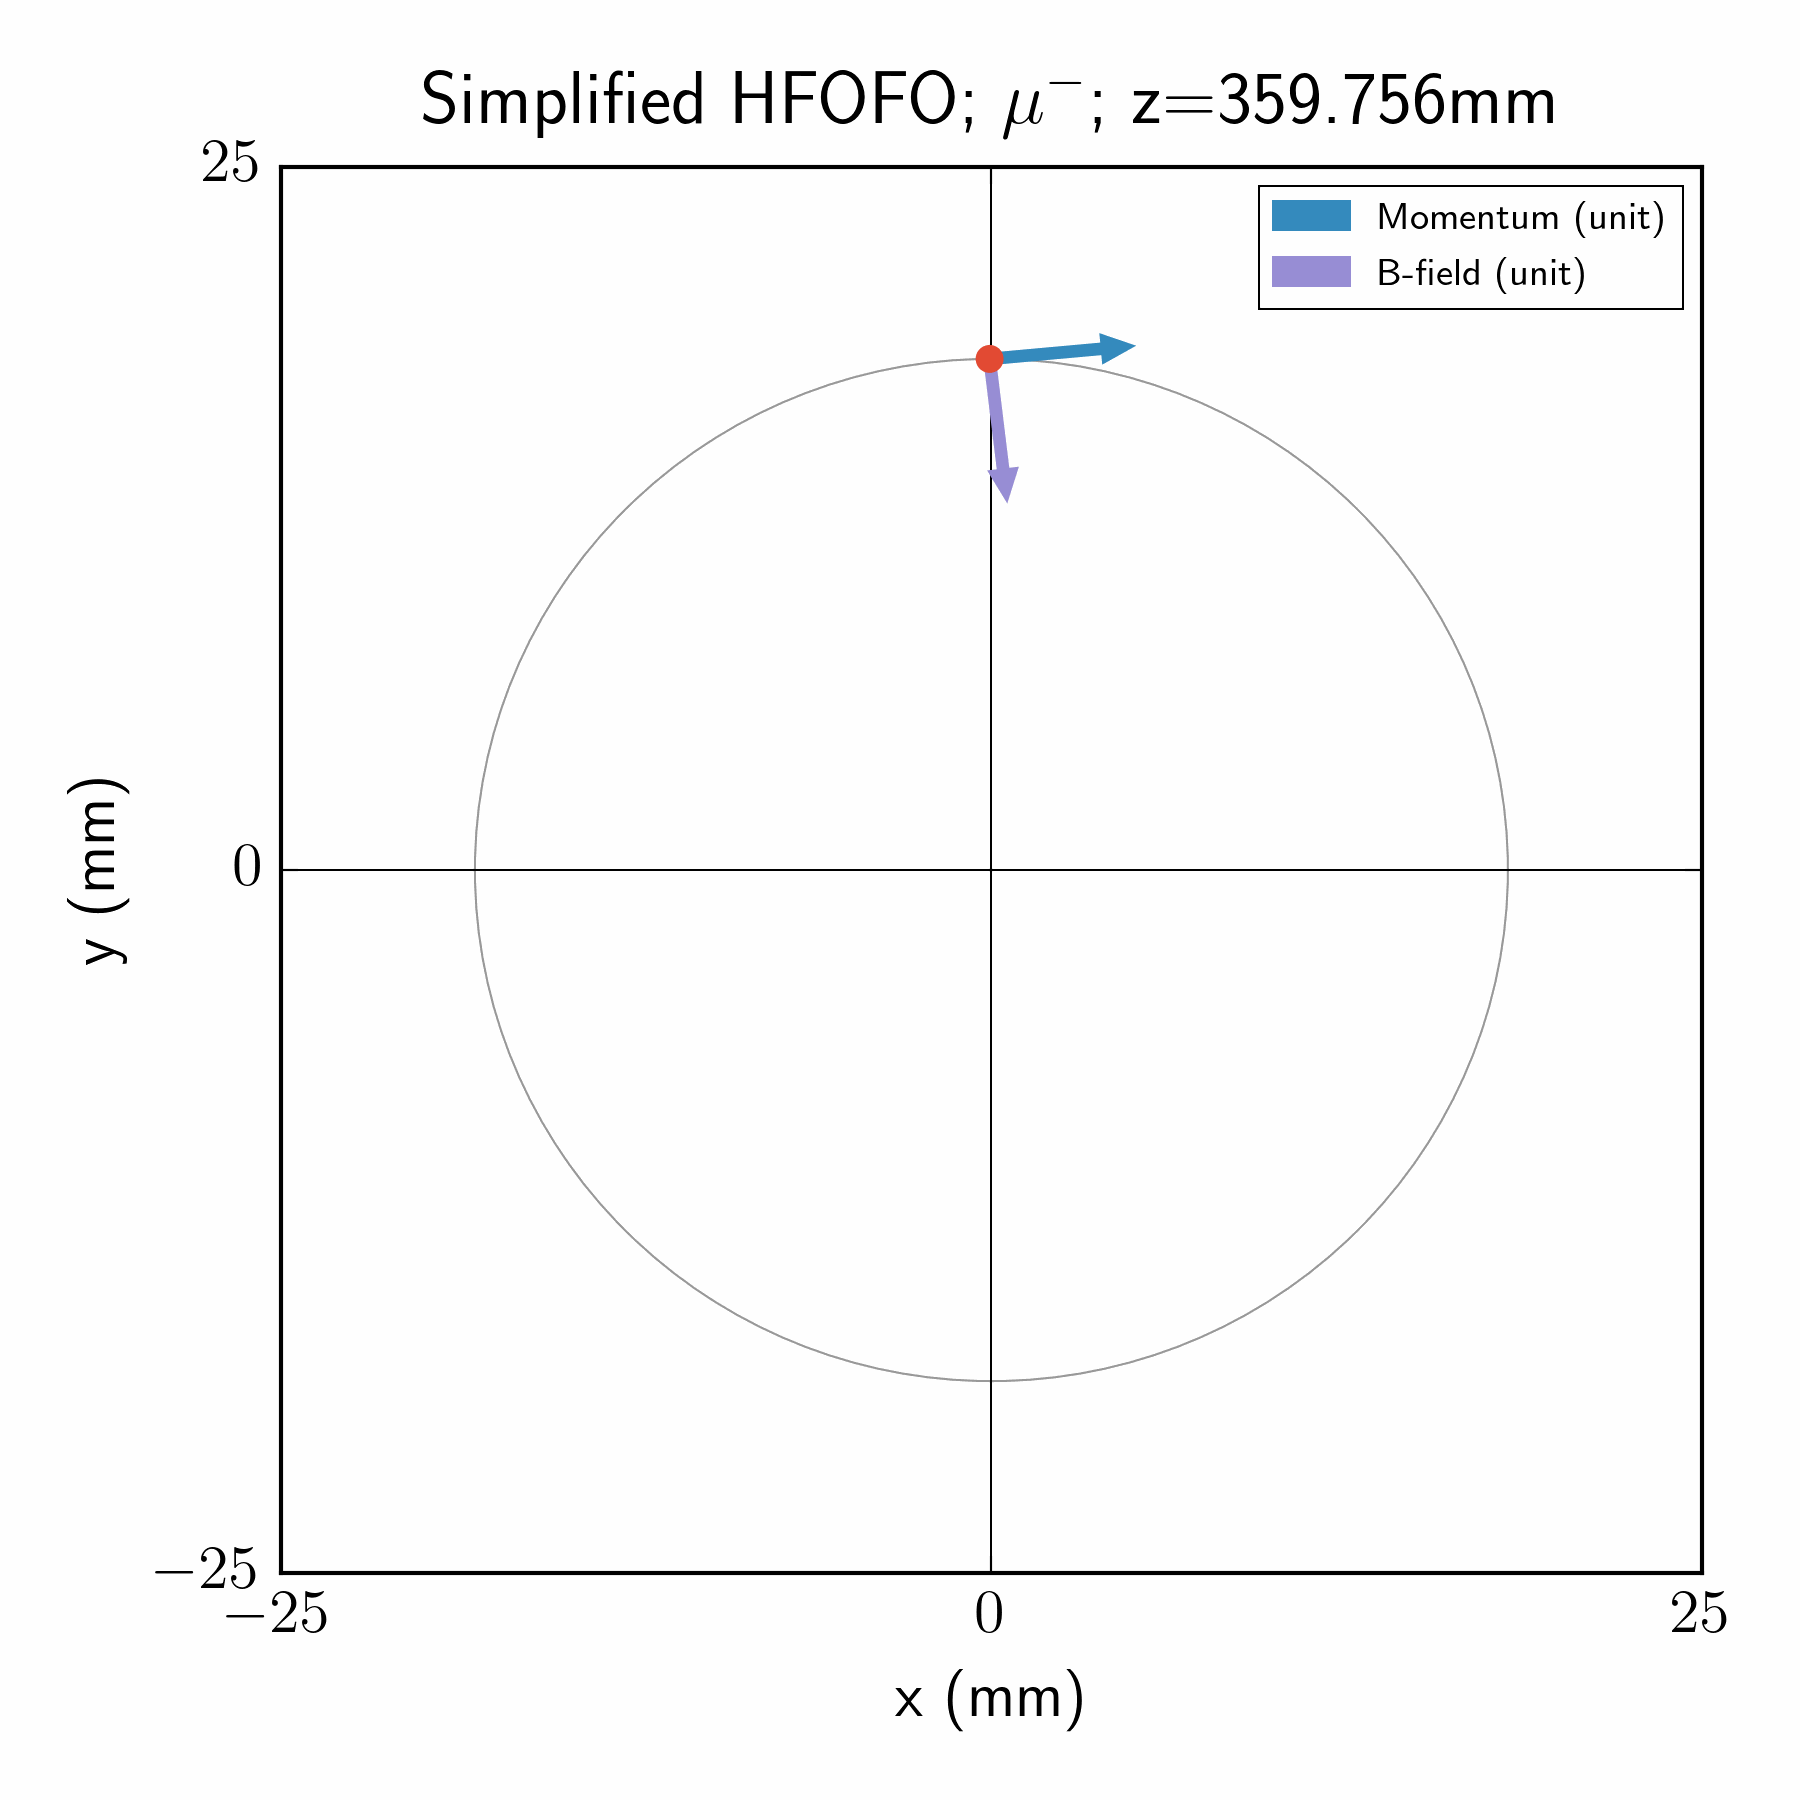 Simplified HFOFO; μ⁻; z=359.756mm
25
Momentum (unit)
B-field (unit)
y (mm)
0
−25
−25
0
25
x (mm)